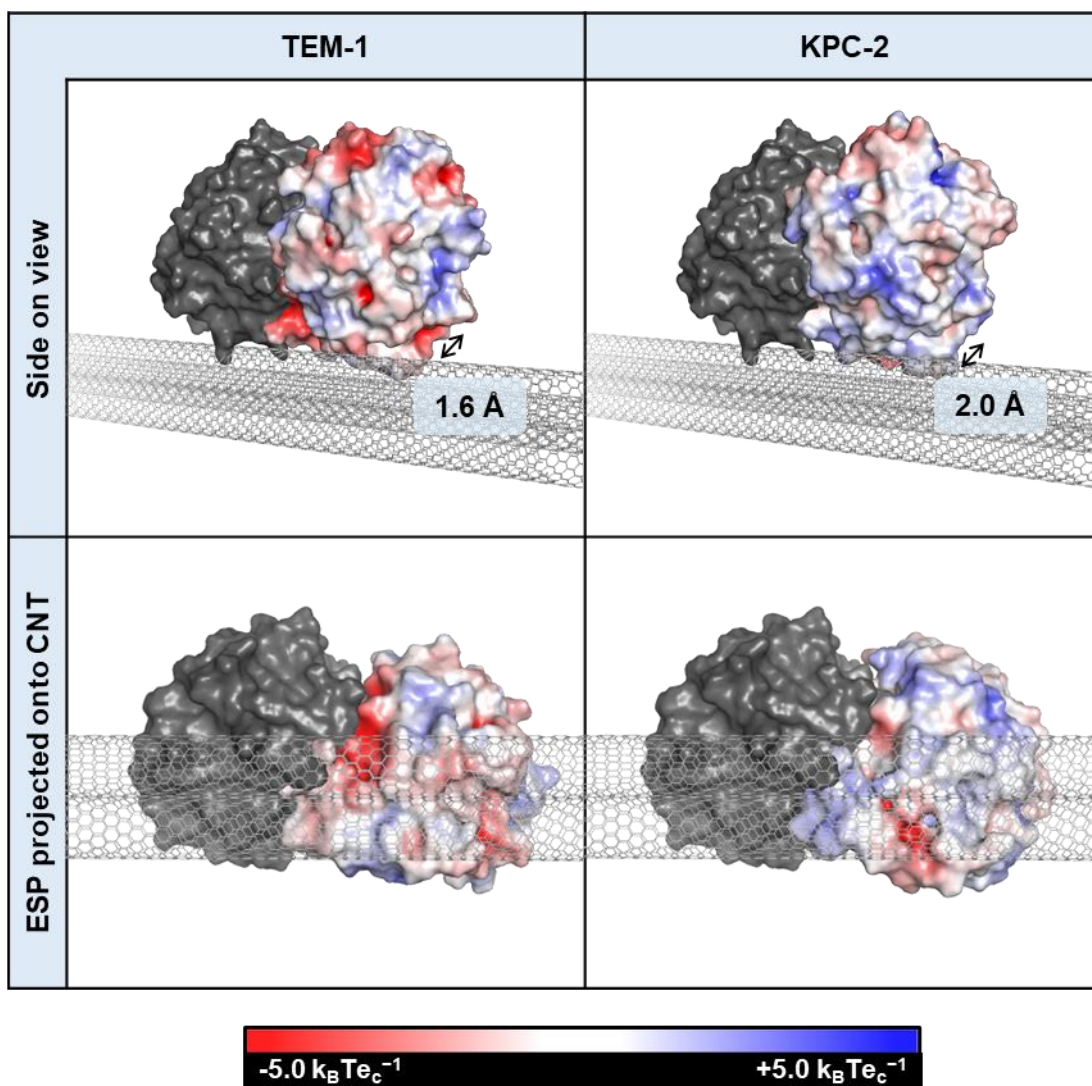 TEM-1
KPC-2
Side on view
1.6 Å
2.0 Å
ESP projected onto CNT
-5.0 kBTec⁻¹
+5.0 kBTec⁻¹